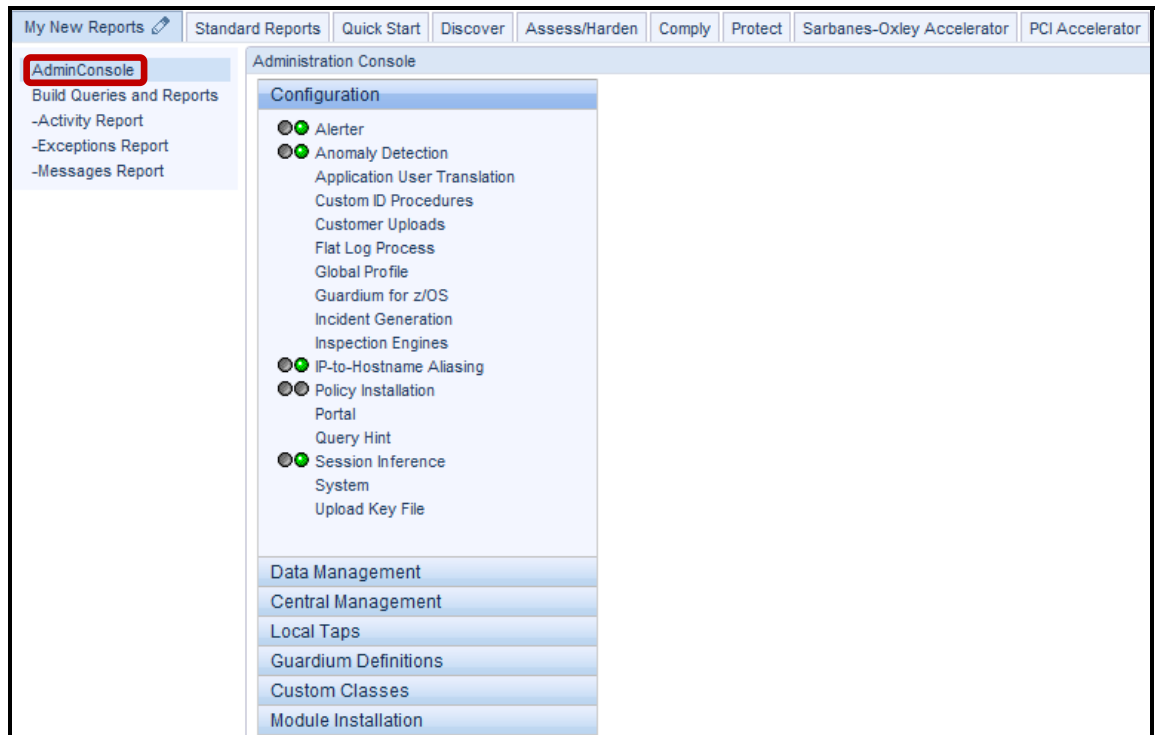 My New Reports Standard Reports Quick Start Discover Assess/Harden Comply Protect Sarbanes-Oxley Accelerator PCI Accelerator
AdminConsole
Build Queries and Reports
-Activity Report
-Exceptions Report
-Messages Report
Administration Console
Configuration
Alerter
Anomaly Detection
Application User Translation
Custom ID Procedures
Customer Uploads
Flat Log Process
Global Profile
Guardium for z/OS
Incident Generation
Inspection Engines
IP-to-Hostname Aliasing
Policy Installation
Portal
Query Hint
Session Inference
System
Upload Key File
Data Management
Central Management
Local Taps
Guardium Definitions
Custom Classes
Module Installation